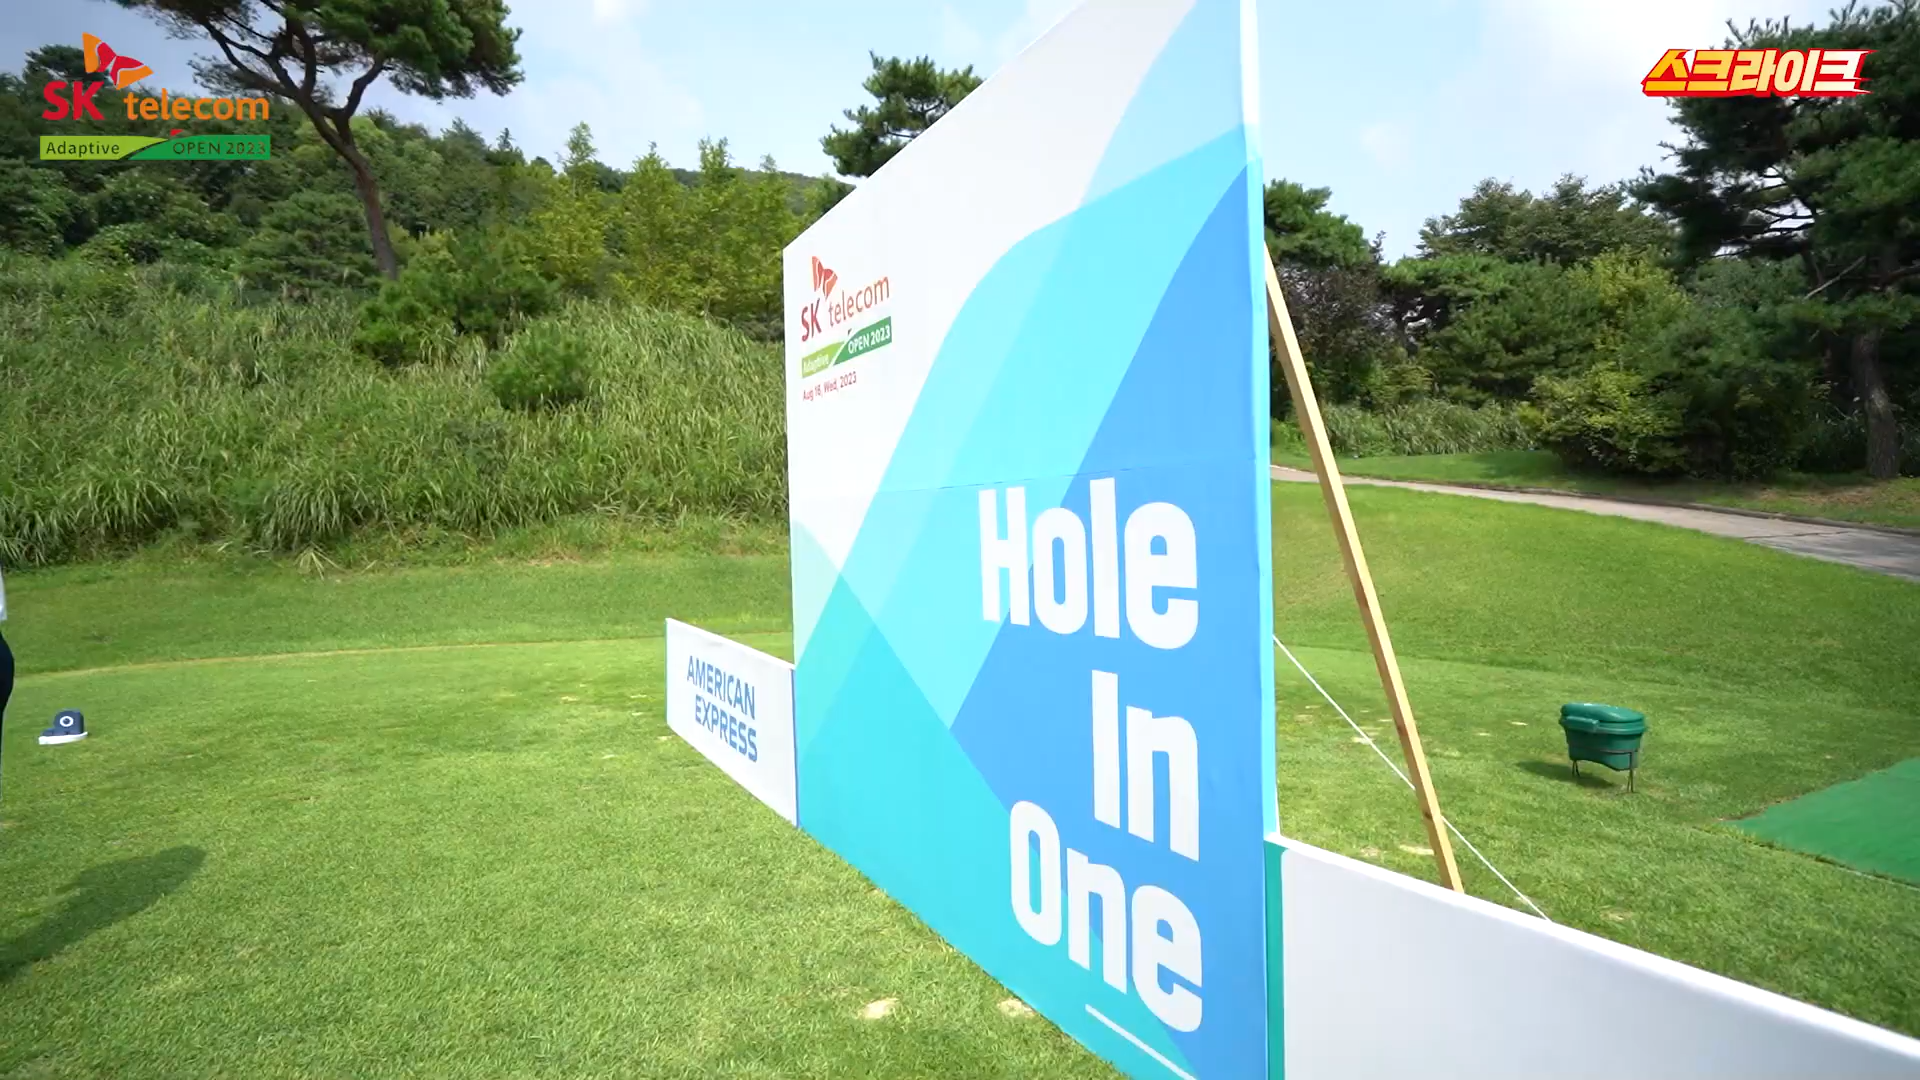 SK telecom
Adaptive OPEN 2023
스크라이크
SK telecom
Adaptive OPEN 2023
Aug 16, Wed, 2023
Hole
In
One
AMERICAN
EXPRESS